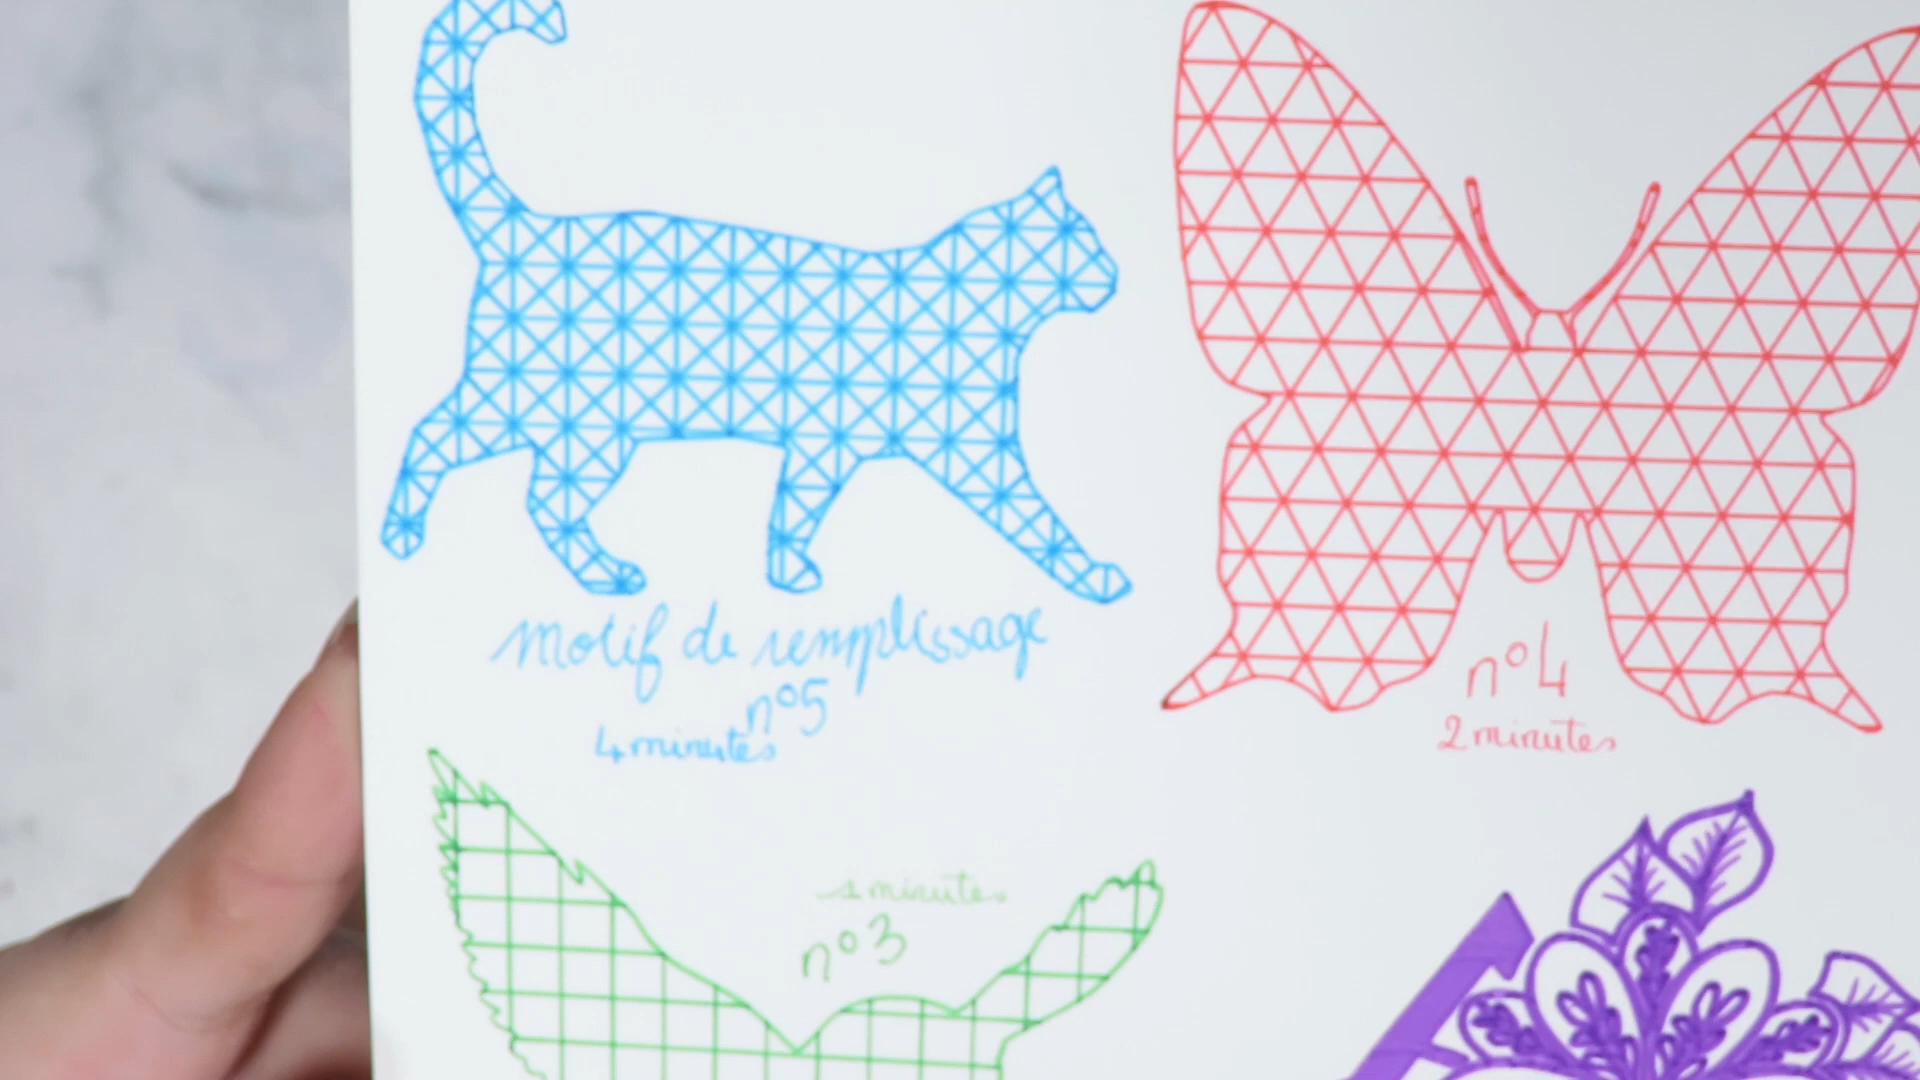 motif de remplissage
n°5
4 minutes
n°4
2 minutes
1 minutes
n°3